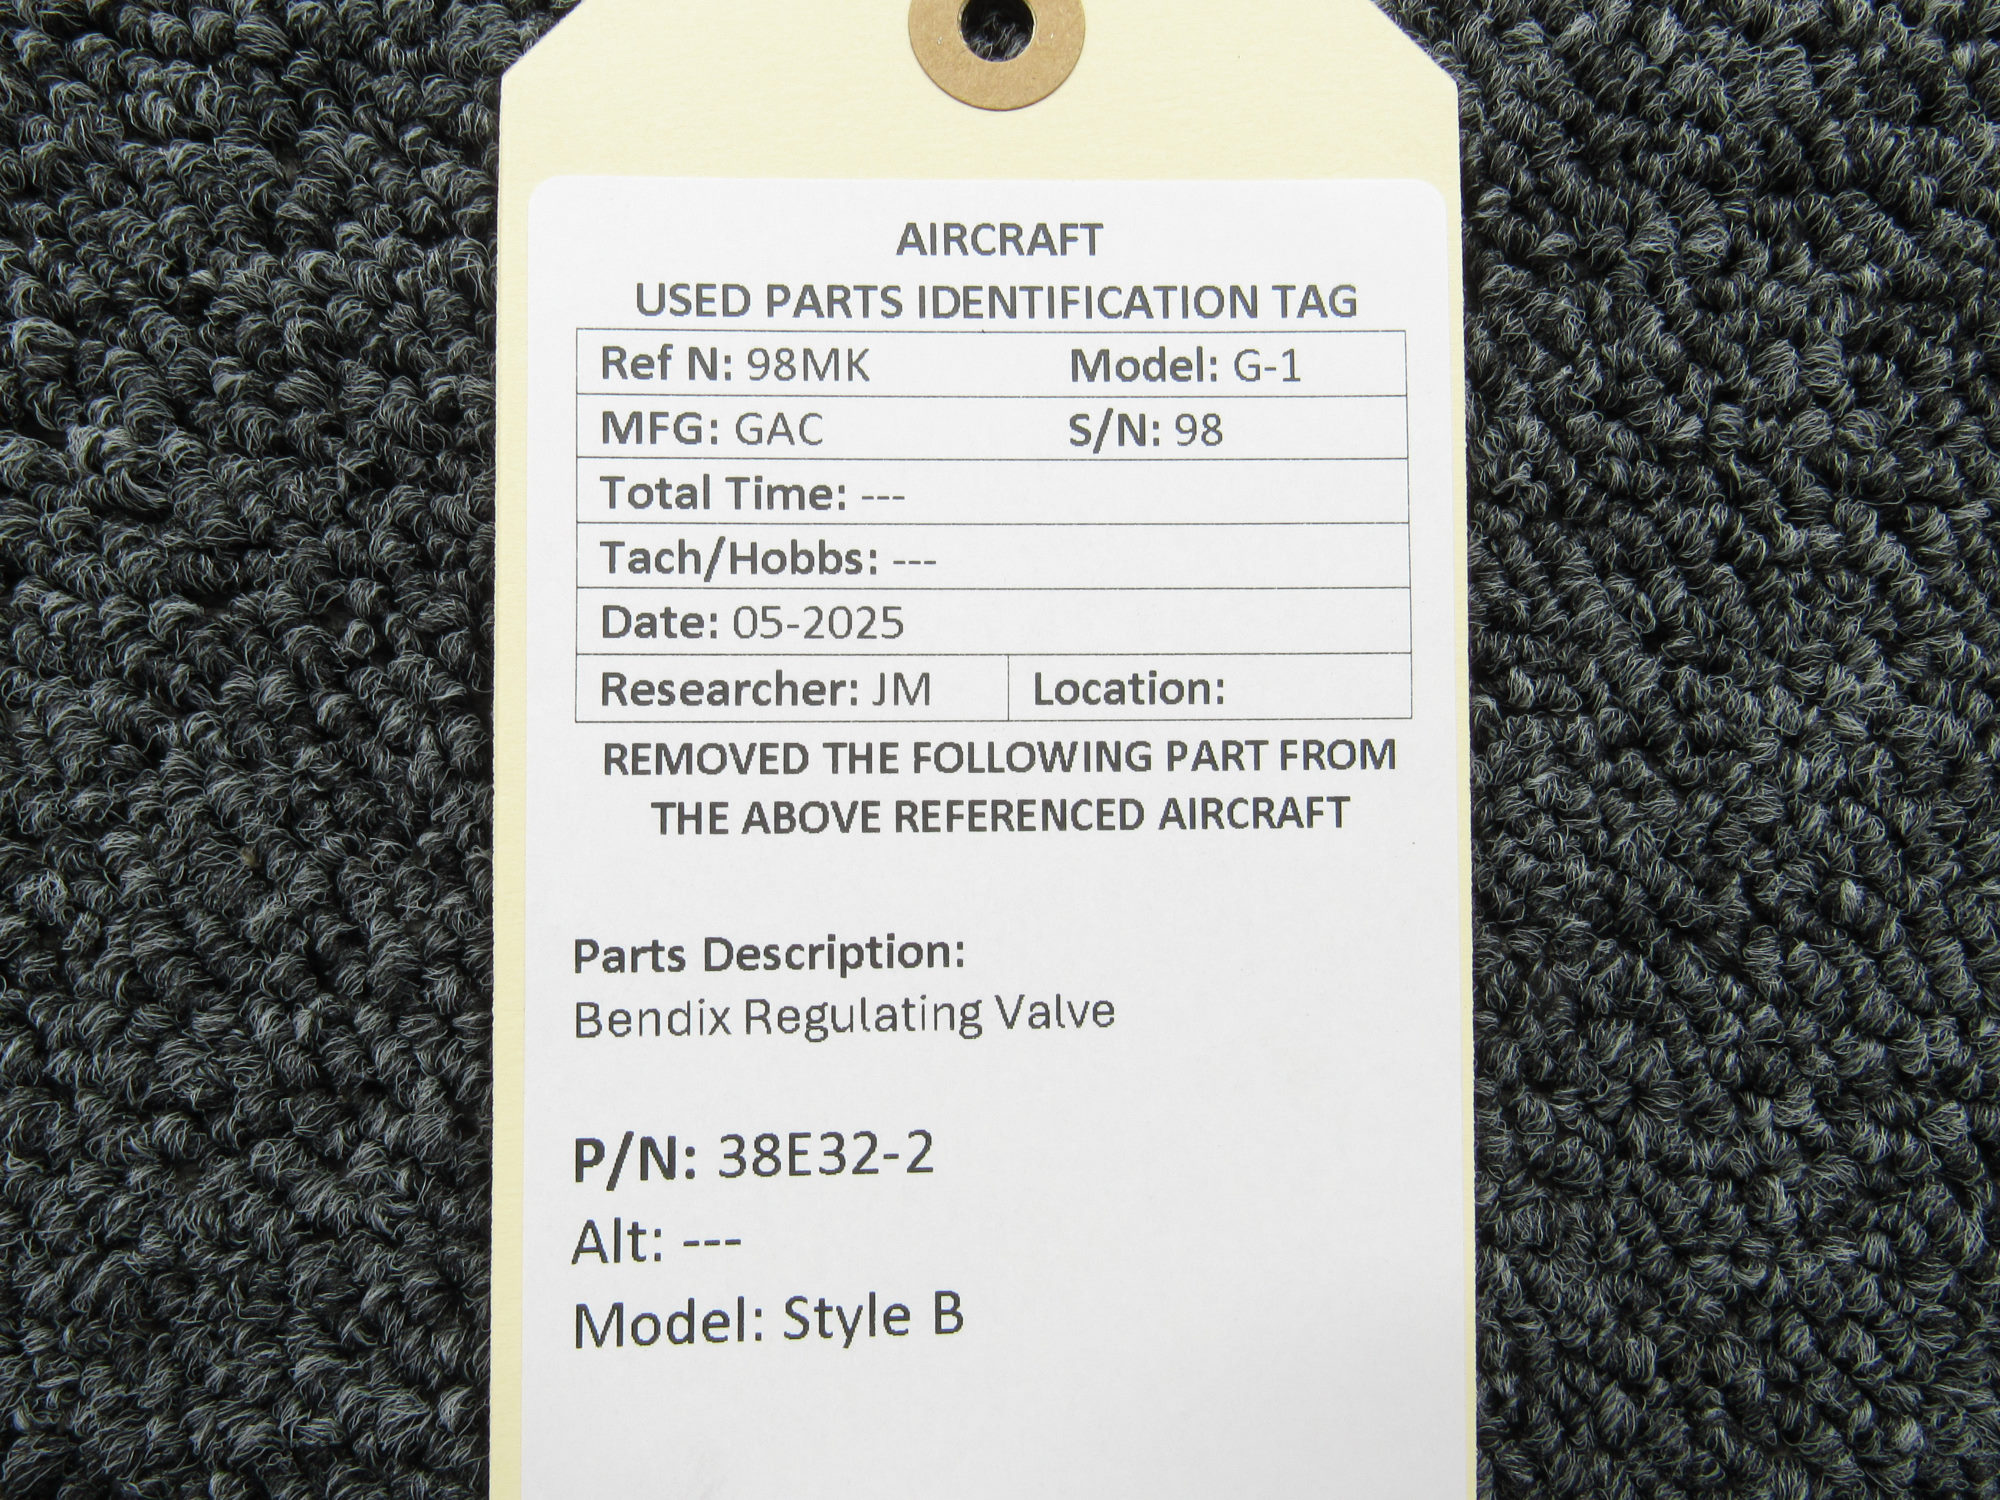 AIRCRAFT
USED PARTS IDENTIFICATION TAG
Ref N: 98MK Model: G-1
MFG: GAC S/N: 98
Total Time: ---
Tach/Hobbs: ---
Date: 05-2025
Researcher: JM Location:
REMOVED THE FOLLOWING PART FROM
THE ABOVE REFERENCED AIRCRAFT
Parts Description:
Bendix Regulating Valve
P/N: 38E32-2
Alt: ---
Model: Style B